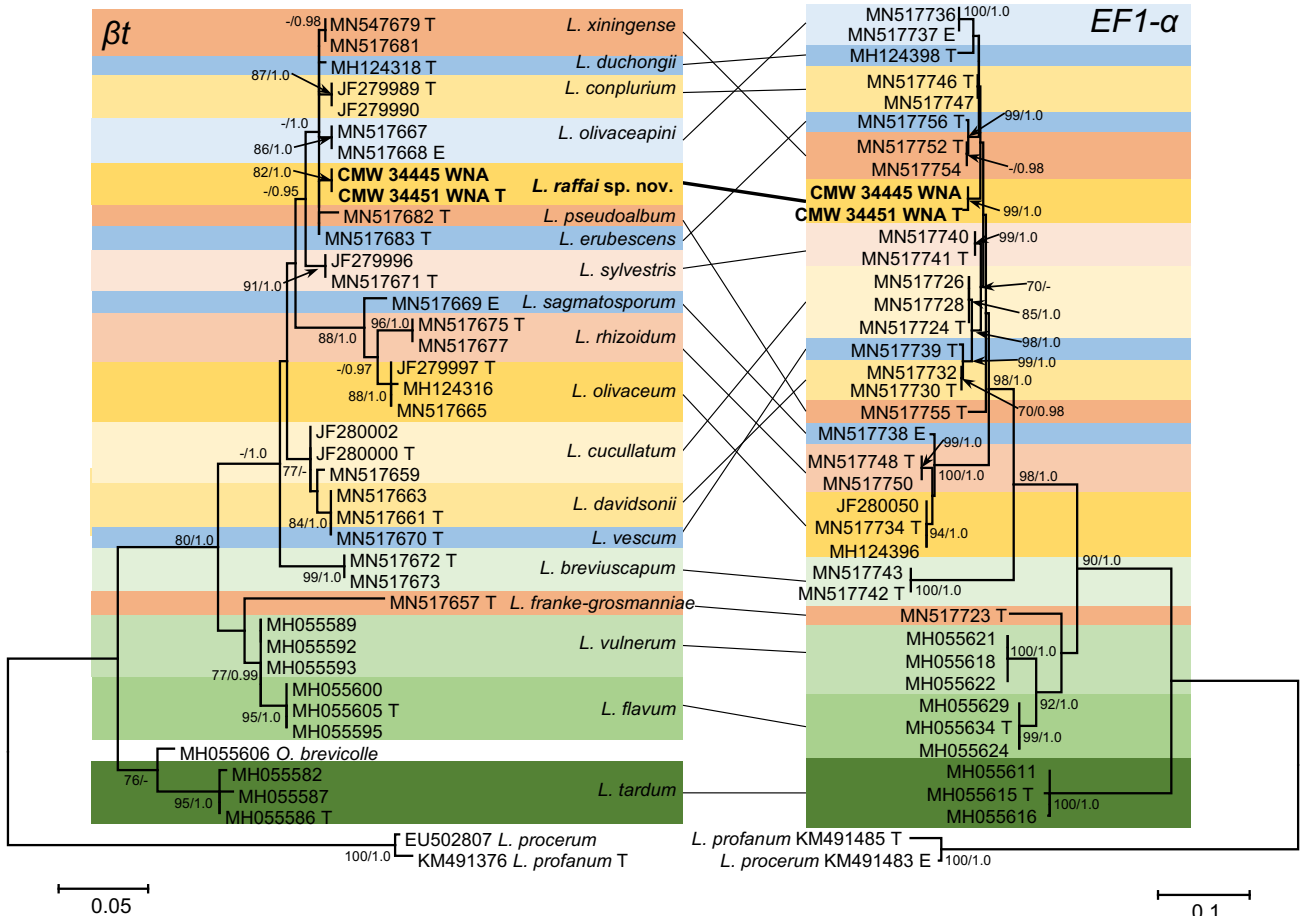 βt
-/0.98
MN547679 T
MN517681
L. xiningense
MH124318 T
L. duchongii
87/1.0
JF279989 T
JF279990
L. conplurium
-/1.0
MN517667
86/1.0
MN517668 E
L. olivaceapini
82/1.0
CMW 34445 WNA
CMW 34451 WNA T
L. raffai sp. nov.
-/0.95
MN517682 T
L. pseudoalbum
MN517683 T
L. erubescens
JF279996
MN517671 T
L. sylvestris
91/1.0
MN517669 E
L. sagmatosporum
88/1.0
96/1.0
MN517675 T
MN517677
L. rhizoidum
-/0.97
JF279997 T
MH124316
MN517665
L. olivaceum
88/1.0
JF280002
JF280000 T
MN517659
L. cucullatum
-/1.0
77/-
MN517663
MN517661 T
L. davidsonii
84/1.0
MN517670 T
L. vescum
80/1.0
MN517672 T
MN517673
L. breviuscapum
99/1.0
MN517657 T
L. franke-grosmanniae
MH055589
MH055592
MH055593
L. vulnerum
77/0.99
MH055600
MH055605 T
MH055595
L. flavum
95/1.0
MH055606 O. brevicolle
76/-
MH055582
MH055587
MH055586 T
L. tardum
95/1.0
EU502807 L. procerum
KM491376 L. profanum T
100/1.0
0.05
EF1-α
MN517736
100/1.0
MN517737 E
MH124398 T
MN517746 T
MN517747
MN517756 T
99/1.0
MN517752 T
MN517754
-/0.98
CMW 34445 WNA
CMW 34451 WNA T
99/1.0
MN517740
99/1.0
MN517741 T
MN517726
70/-
MN517728
85/1.0
MN517724 T
98/1.0
MN517739 T
99/1.0
MN517732
98/1.0
MN517730 T
70/0.98
MN517755 T
MN517738 E
99/1.0
MN517748 T
MN517750
100/1.0
98/1.0
JF280050
MN517734 T
94/1.0
MH124396
90/1.0
MN517743
MN517742 T
100/1.0
MN517723 T
MH055621
100/1.0
MH055618
MH055622
92/1.0
MH055629
MH055634 T
99/1.0
MH055624
MH055611
MH055615 T
100/1.0
MH055616
L. profanum KM491485 T
L. procerum KM491483 E
100/1.0
0.1